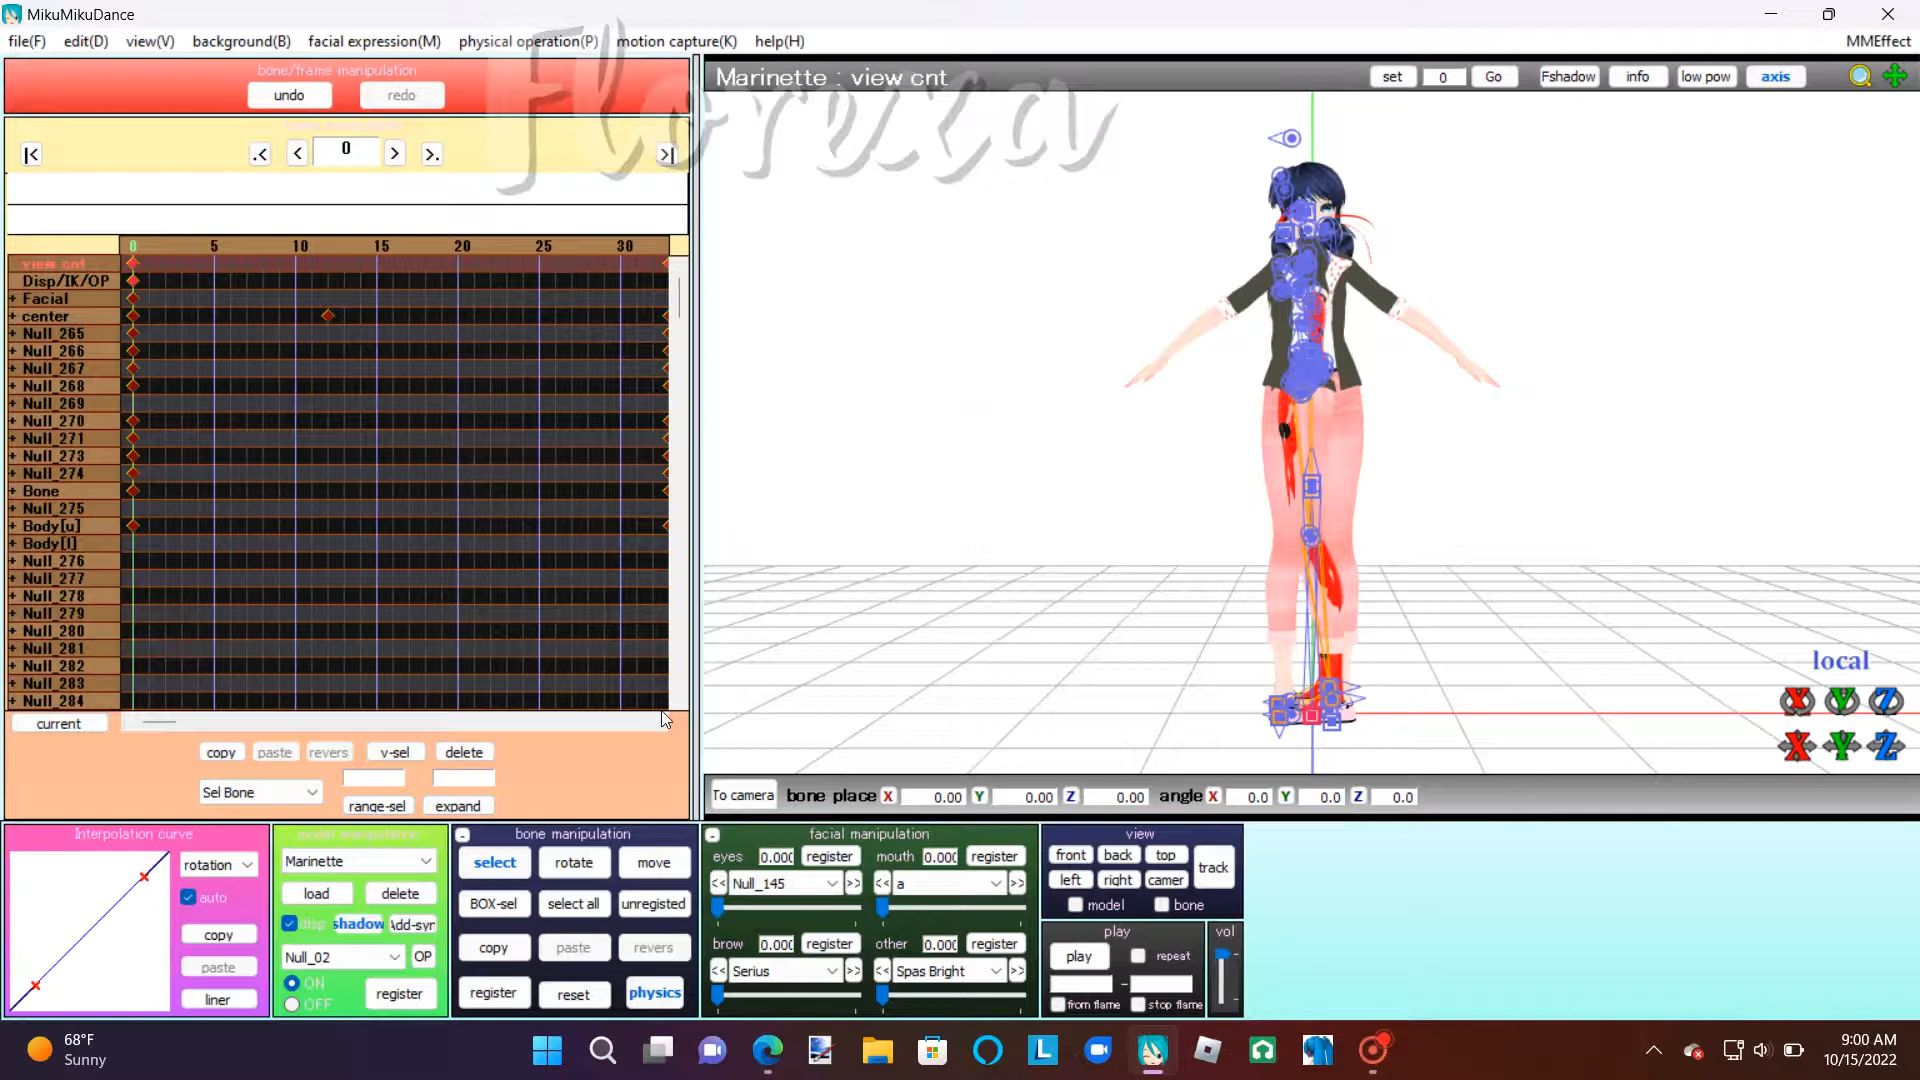 MikuMikuDance
file(F) edit(D) view(V) background(B) facial expression(M) physical operation(P) motion capture(K) help(H) MMEffect
Floreica
bone/frame manipulation
undo redo
|< .< < 0 > >. >|
Marinette : view cnt set 0 Go Fshadow info low pow axis
0 5 10 15 20 25 30
view cnt
Disp/IK/OP
+ Facial
+ center
+ Null_265
+ Null_266
+ Null_267
+ Null_268
+ Null_269
+ Null_270
+ Null_271
+ Null_273
+ Null_274
+ Bone
+ Null_275
+ Body[u]
+ Body[l]
+ Null_276
+ Null_277
+ Null_278
+ Null_279
+ Null_280
+ Null_281
+ Null_282
+ Null_283
+ Null_284
current
copy paste revers v-sel delete
Sel Bone
range-sel expand
local
X Y Z
X Y Z
To camera bone place X 0.00 Y 0.00 Z 0.00 angle X 0.0 Y 0.0 Z 0.0
Interpolation curve
rotation
auto
copy
paste
liner
model manipulation
Marinette
load delete
disp shadow Add-syn
Null_02 OP
ON
OFF
register
- bone manipulation
select rotate move
BOX-sel select all unregisted
copy paste revers
register reset physics
- facial manipulation
eyes 0.000 register mouth 0.000 register
<< Null_145 >> << a >>
brow 0.000 register other 0.000 register
<< Serius >> << Spas Bright >>
view
front back top
left right camer
track
model bone
play
play repeat
-
from flame stop flame
vol
68°F
Sunny
9:00 AM
10/15/2022